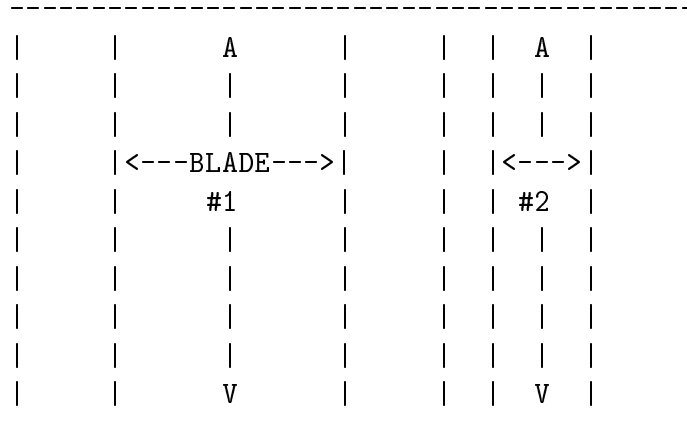 -----------------------------------------
|     |      A      |     |  |  A  |
|     |      |      |     |  |  |  |
|     |      |      |     |  |  |  |
|     |<---BLADE--->|     |  |<--->|
|     |     #1      |     |  | #2  |
|     |      |      |     |  |  |  |
|     |      |      |     |  |  |  |
|     |      |      |     |  |  |  |
|     |      |      |     |  |  |  |
|     |      V      |     |  |  V  |